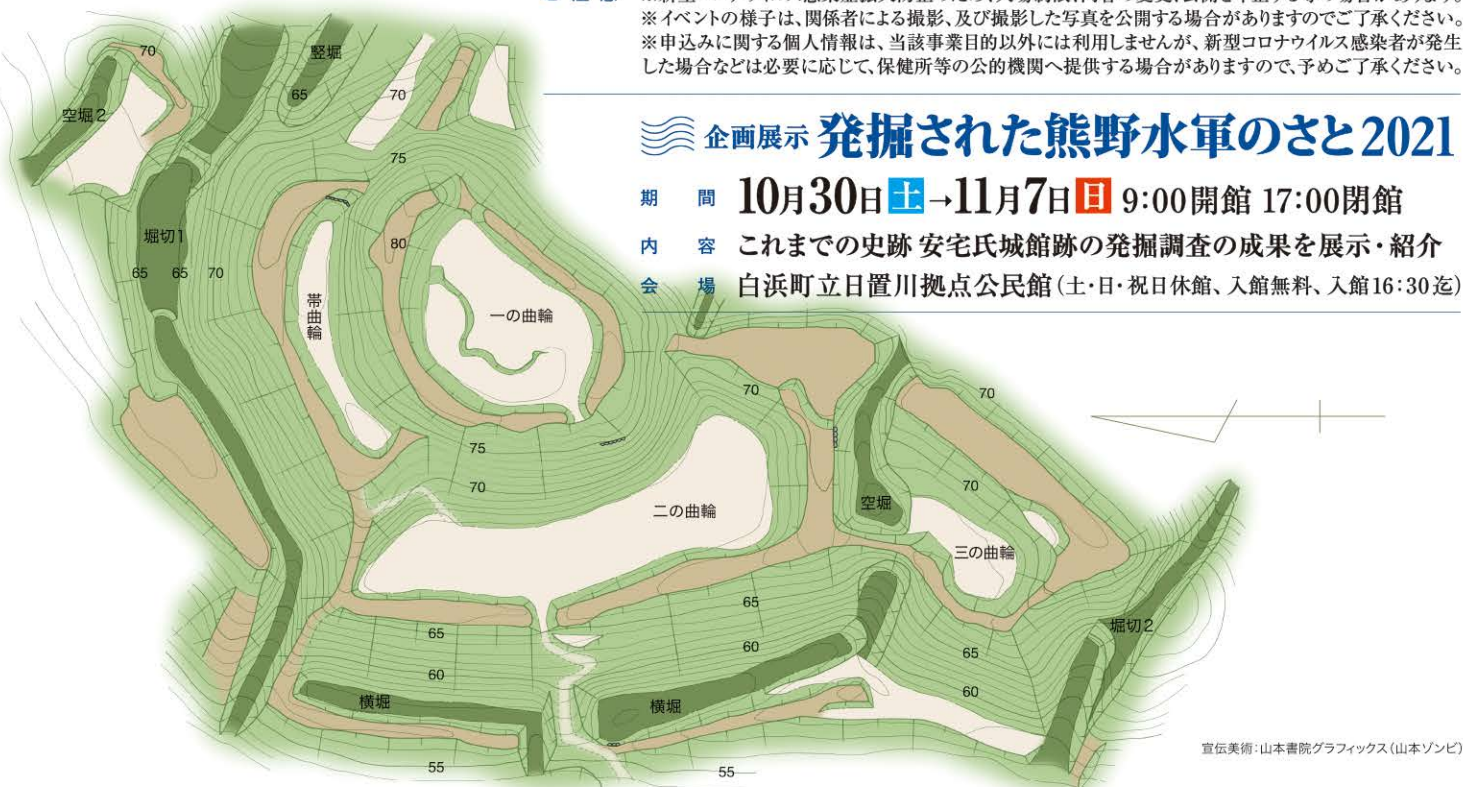 ※イベントの様子は、関係者による撮影、及び撮影した写真を公開する場合がありますのでご了承ください。
※申込みに関する個人情報は、当該事業目的以外には利用しませんが、新型コロナウイルス感染者が発生
した場合などは必要に応じて、保健所等の公的機関へ提供する場合がありますので、予めご了承ください。
企画展示 発掘された熊野水軍のさと2021
期間 10月30日土→11月7日日 9:00開館 17:00閉館
内容 これまでの史跡 安宅氏城館跡の発掘調査の成果を展示・紹介
会場 白浜町立日置川拠点公民館(土・日・祝日休館、入館無料、入館16:30迄)
70
竪堀
65
70
空堀2
75
堀切1
65 65 70
80
帯曲輪
一の曲輪
70
70
75
70
70
二の曲輪
空堀
三の曲輪
65
60
65
60
堀切2
65
60
横堀
横堀
55
55
宣伝美術:山本書院グラフィックス(山本ゾンビ)